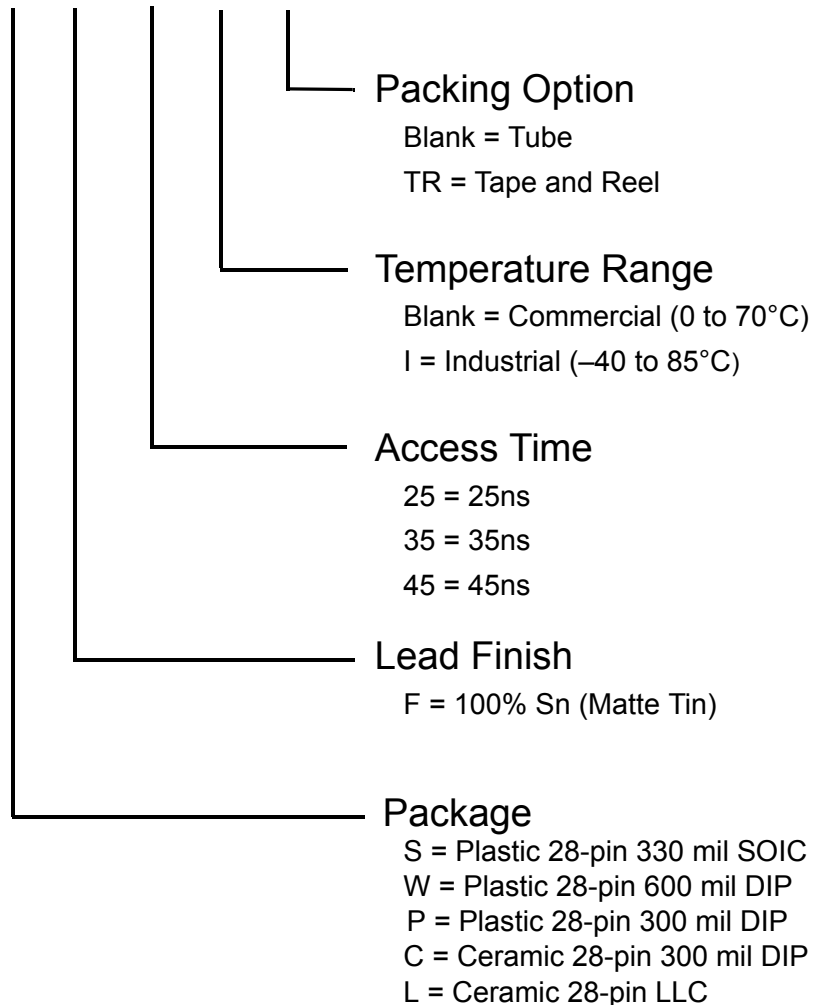 Packing Option
Blank = Tube
TR = Tape and Reel
Temperature Range
Blank = Commercial (0 to 70°C)
I = Industrial (–40 to 85°C)
Access Time
25 = 25ns
35 = 35ns
45 = 45ns
Lead Finish
F = 100% Sn (Matte Tin)
Package
S = Plastic 28-pin 330 mil SOIC
W = Plastic 28-pin 600 mil DIP
P = Plastic 28-pin 300 mil DIP
C = Ceramic 28-pin 300 mil DIP
L = Ceramic 28-pin LLC